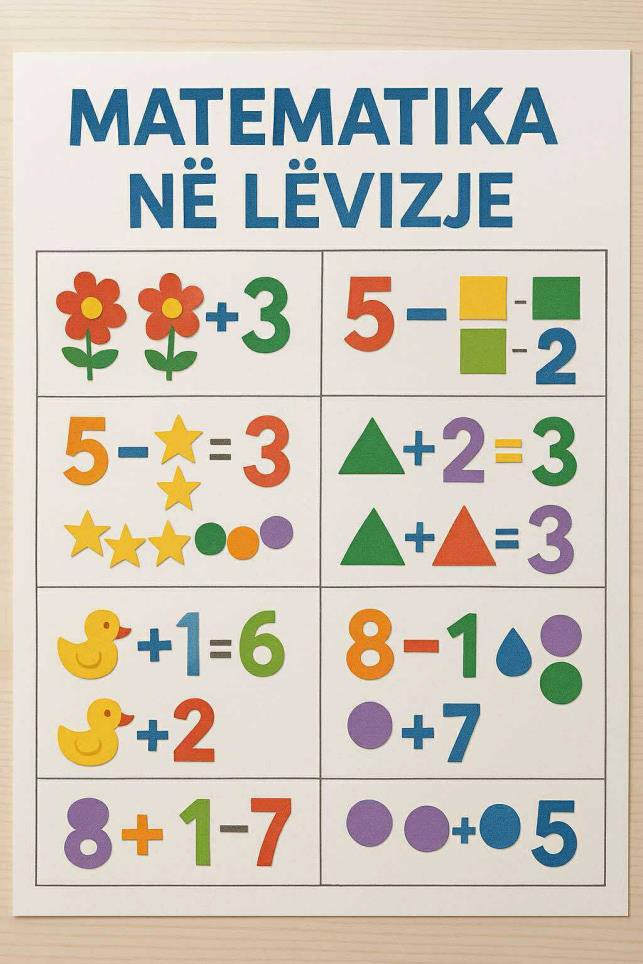 MATEMATIKA
NË LËVIZJE
+3
5 - -
- 2
5 - = 3
+ 2 = 3
+ = 3
+1=6
+2
8-1
+7
8 + 1-7
+ 5